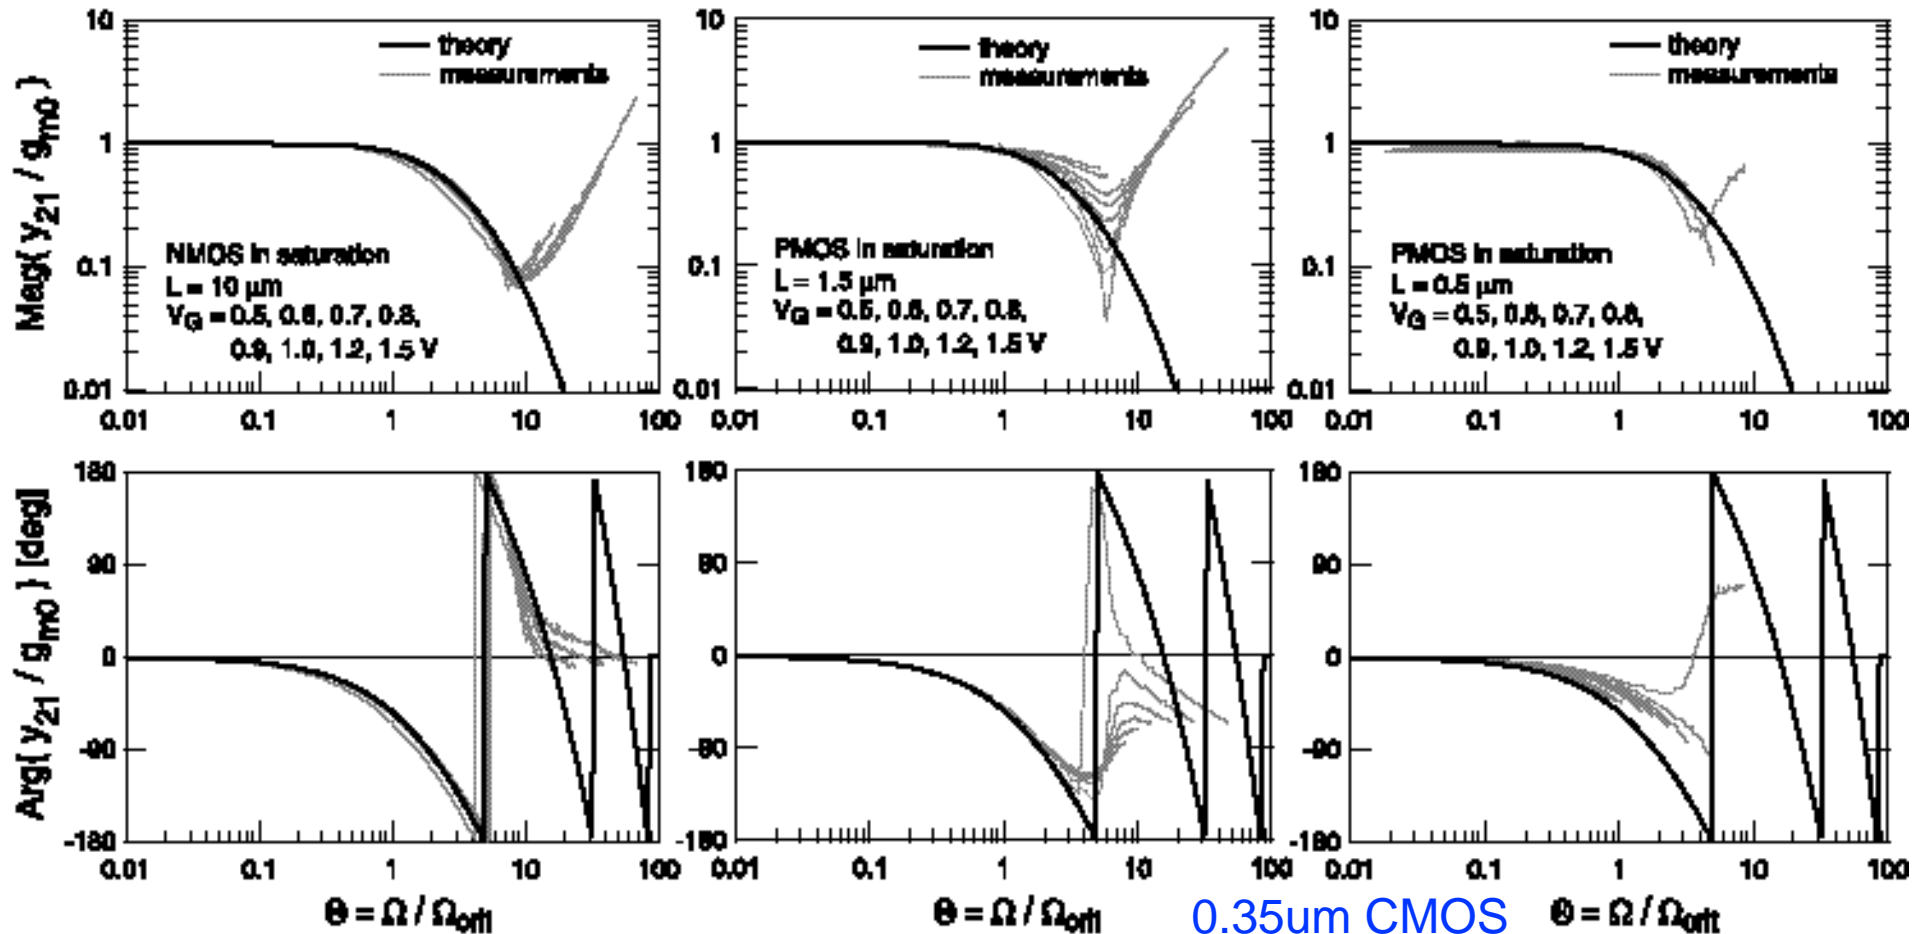 Mag( y21 / gm0 )
10
1
0.1
0.01
theory
measurements
NMOS in saturation
L = 10 µm
VG = 0.5, 0.6, 0.7, 0.8,
0.9, 1.0, 1.2, 1.5 V
0.01 0.1 1 10 100
10
1
0.1
0.01
theory
measurements
PMOS in saturation
L = 1.5 µm
VG = 0.5, 0.6, 0.7, 0.8,
0.9, 1.0, 1.2, 1.5 V
0.01 0.1 1 10 100
10
1
0.1
0.01
theory
measurements
PMOS in saturation
L = 0.5 µm
VG = 0.5, 0.6, 0.7, 0.8,
0.9, 1.0, 1.2, 1.5 V
0.01 0.1 1 10 100
Arg( y21 / gm0 ) [deg]
180
90
0
-90
-180
0.01 0.1 1 10 100
Θ = Ω / Ωcrit
180
90
0
-90
-180
0.01 0.1 1 10 100
Θ = Ω / Ωcrit
180
90
0
-90
-180
0.01 0.1 1 10 100
0.35um CMOS
Θ = Ω / Ωcrit